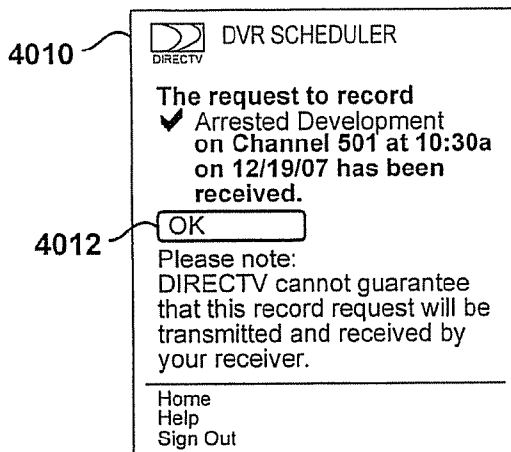 4010
DIRECTV
DVR SCHEDULER
The request to record
Arrested Development
on Channel 501 at 10:30a
on 12/19/07 has been
received.
4012
OK
Please note:
DIRECTV cannot guarantee
that this record request will be
transmitted and received by
your receiver.
Home
Help
Sign Out